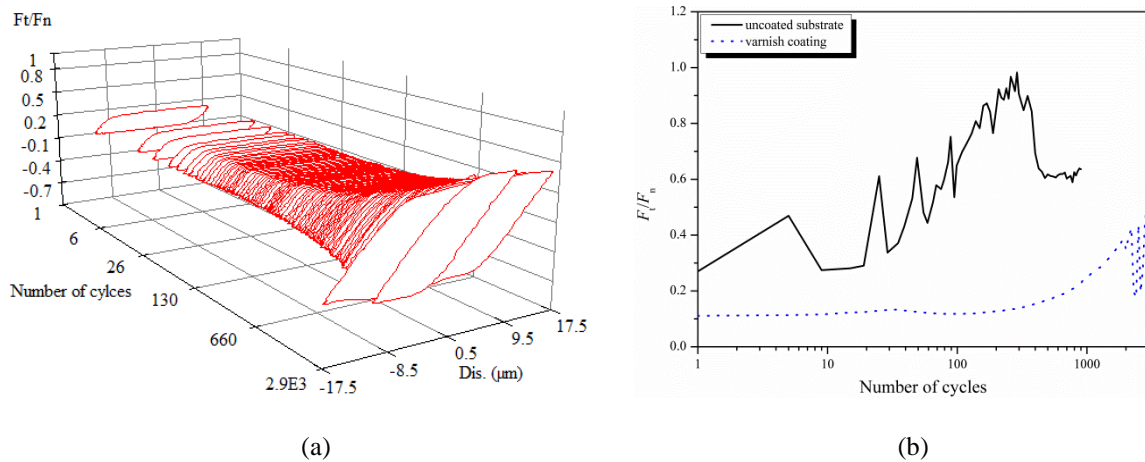 Ft/Fn
1
0.8
0.5
0.2
-0.1
-0.4
-0.7
1
6
26
130
660
2.9E3
Number of cylces
-17.5
-8.5
0.5
9.5
17.5
Dis. (μm)
(a)
b)
uncoated substrate
varnish coating
1.2
1.0
0.8
0.6
0.4
0.2
0.0
Ft/Fn
1
10
100
1000
Number of cycles
(b)